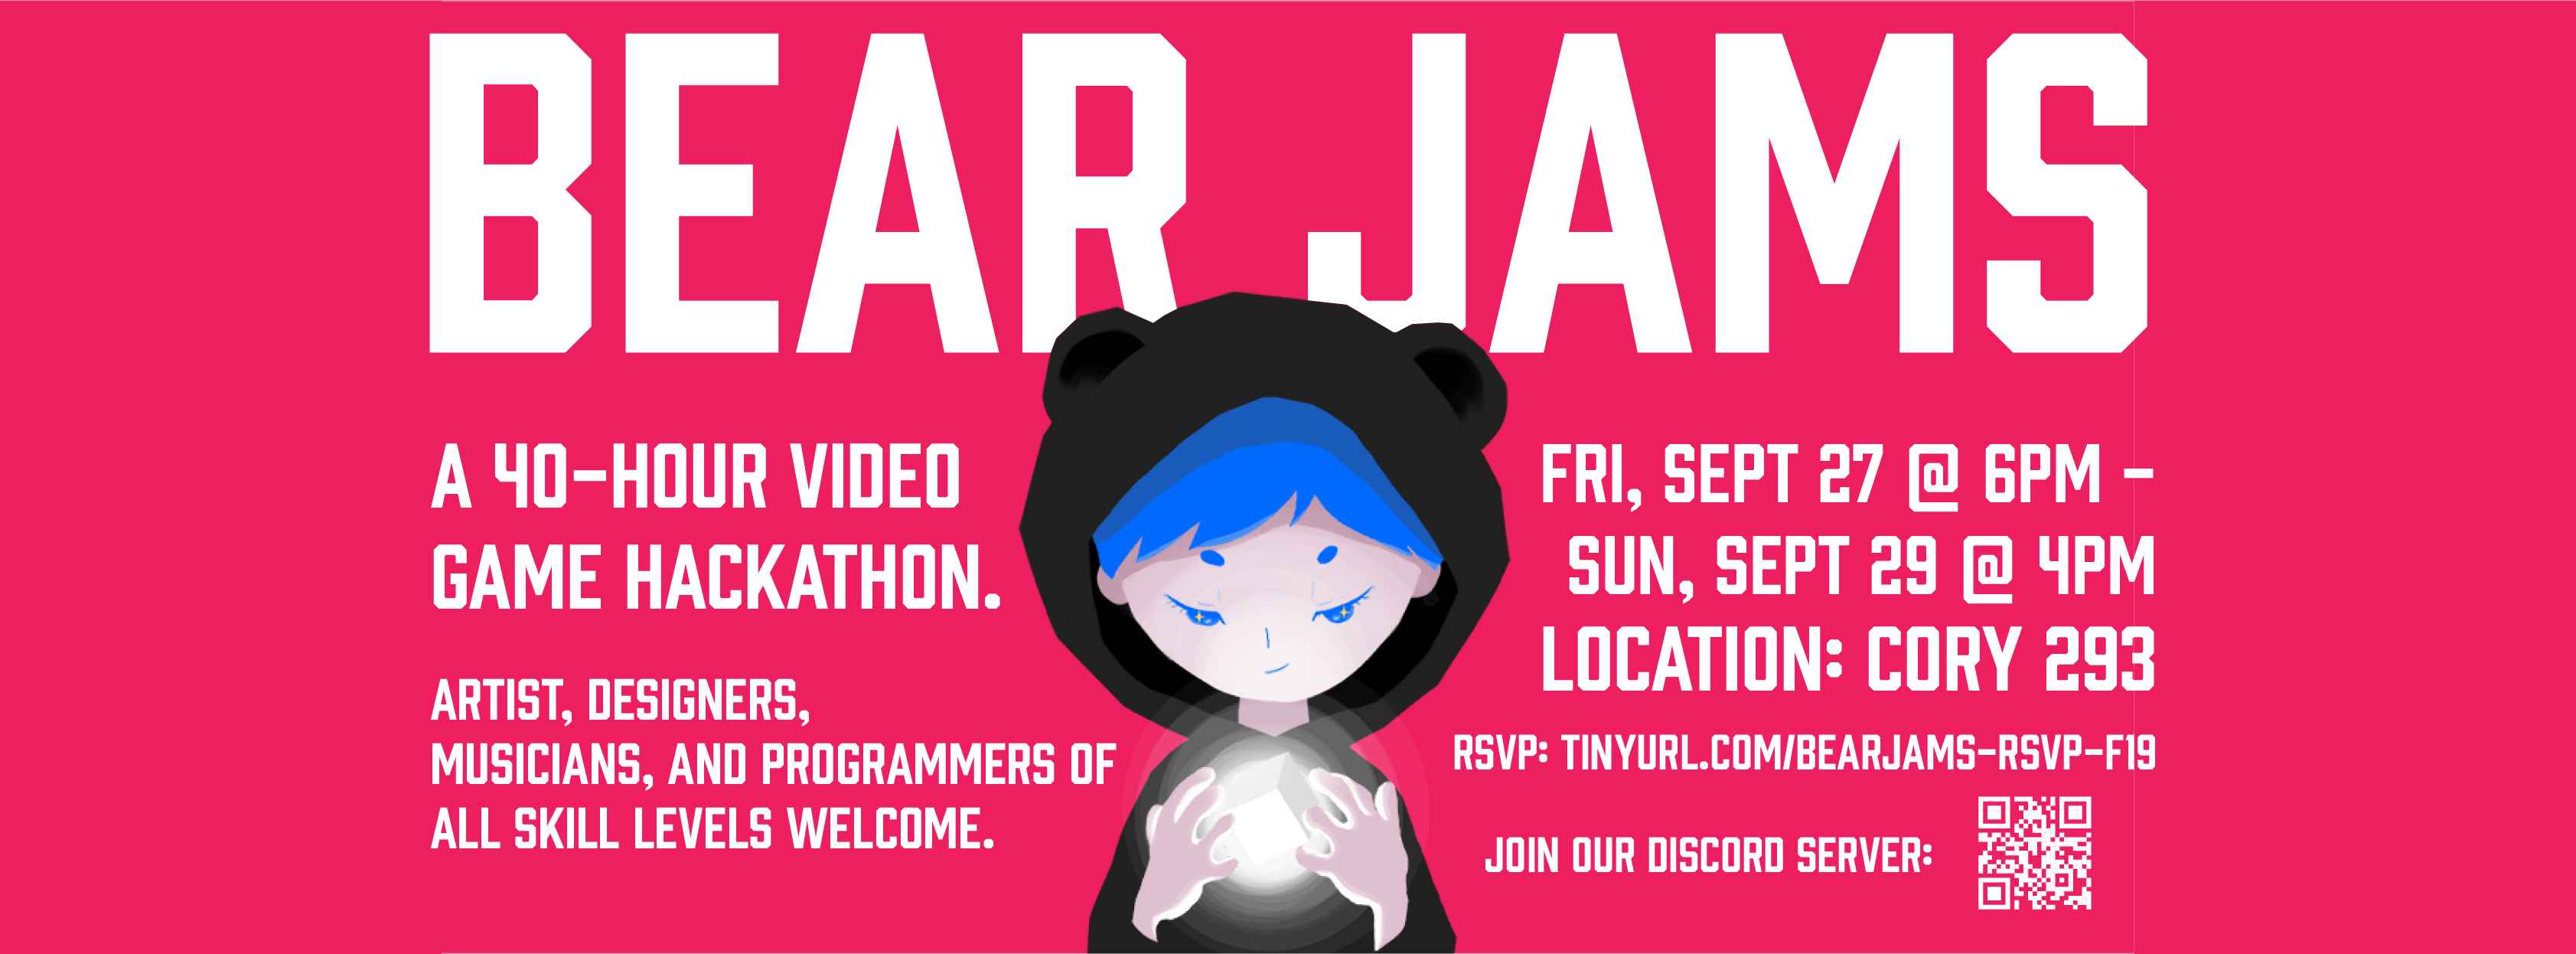 BEAR JAMS
A 40-HOUR VIDEO
GAME HACKATHON.
ARTIST, DESIGNERS,
MUSICIANS, AND PROGRAMMERS OF
ALL SKILL LEVELS WELCOME.
FRI, SEPT 27 @ 6PM -
SUN, SEPT 29 @ 4PM
LOCATION: CORY 293
RSVP: TINYURL.COM/BEARJAMS-RSVP-F19
JOIN OUR DISCORD SERVER: